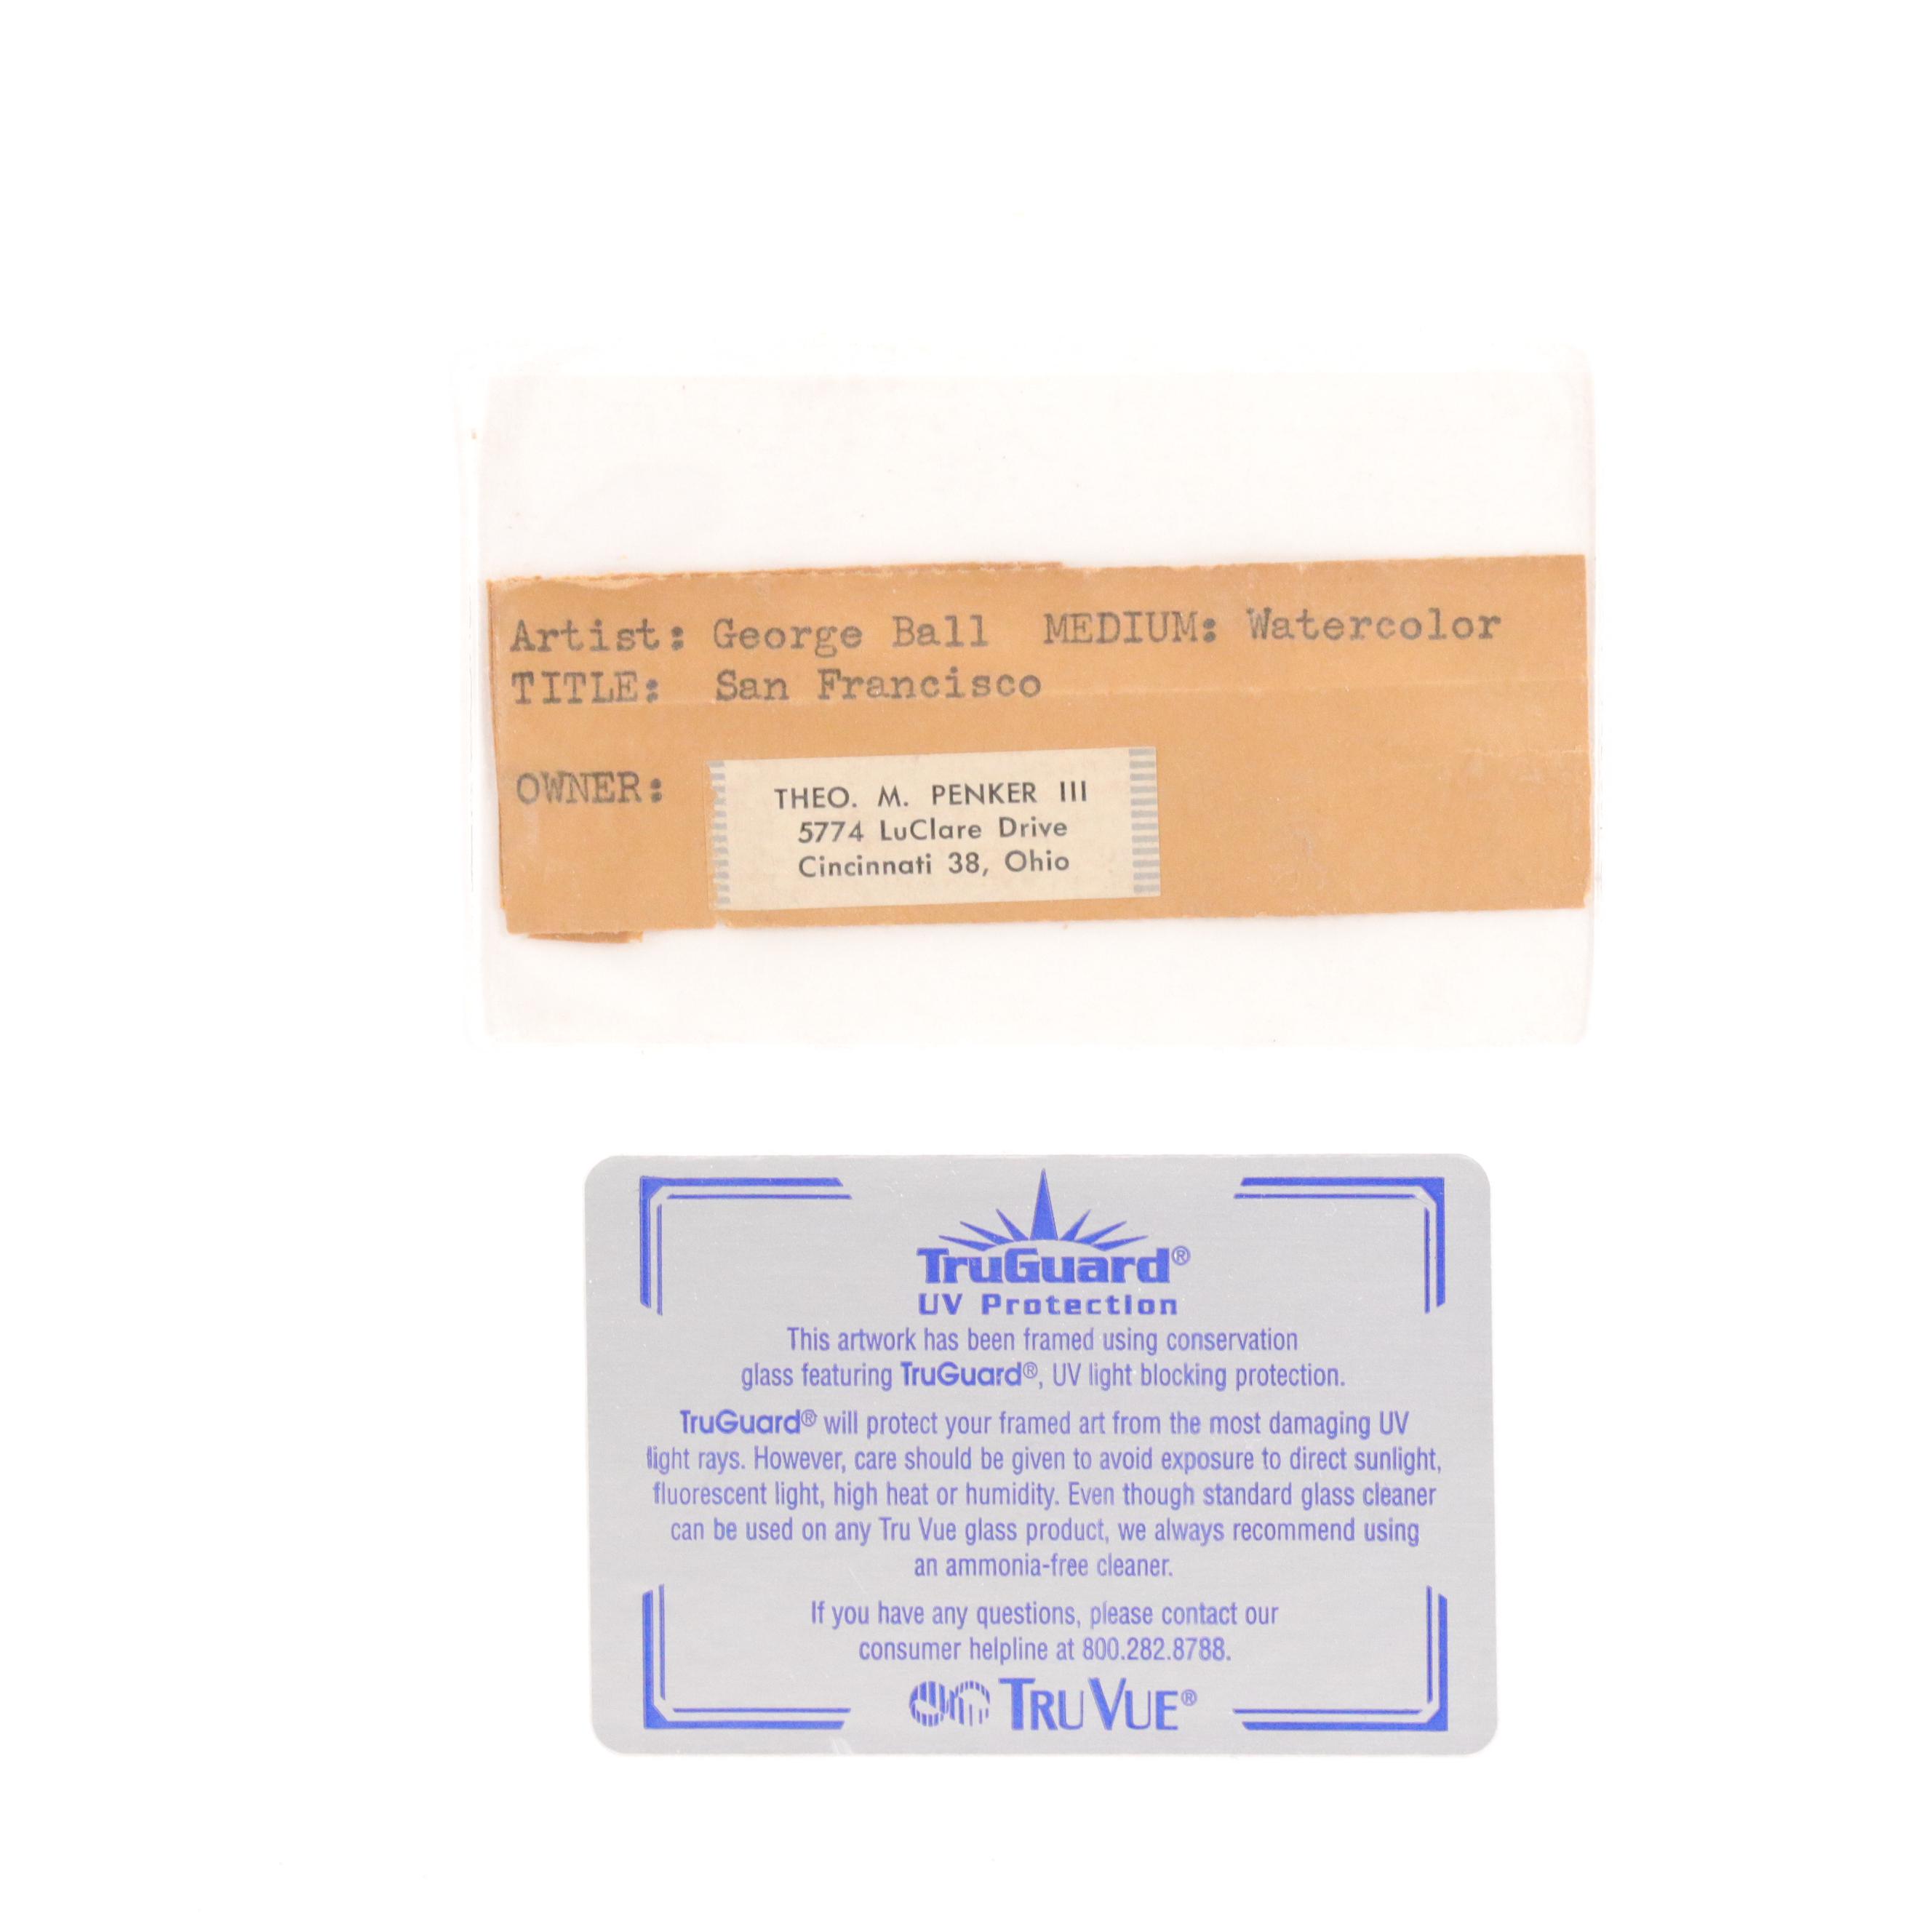 Artist: George Ball MEDIUM: Watercolor
TITLE: San Francisco
OWNER:
THEO. M. PENKER III
5774 LuClare Drive
Cincinnati 38, Ohio
TruGuard®
UV Protection
This artwork has been framed using conservation
glass featuring TruGuard®, UV light blocking protection.
TruGuard® will protect your framed art from the most damaging UV
light rays. However, care should be given to avoid exposure to direct sunlight,
fluorescent light, high heat or humidity. Even though standard glass cleaner
can be used on any Tru Vue glass product, we always recommend using
an ammonia-free cleaner.
If you have any questions, please contact our
consumer helpline at 800.282.8788.
TRU VUE®